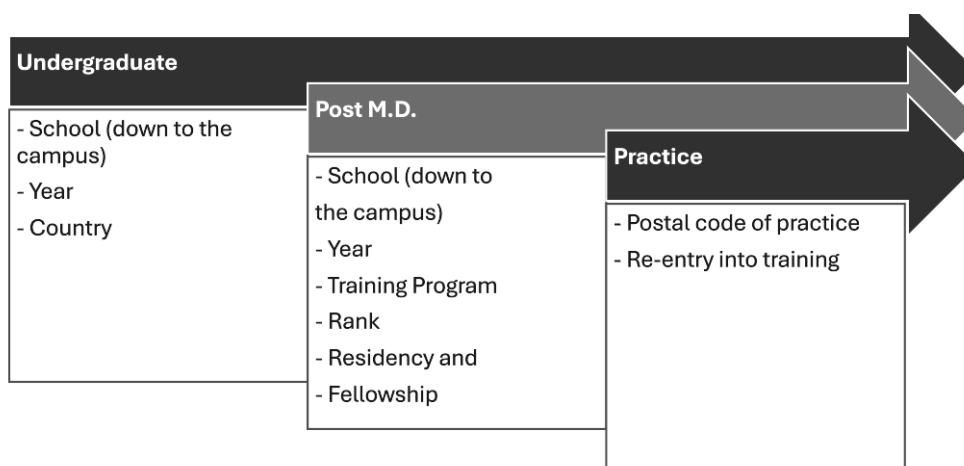 Undergraduate
- School (down to the
campus)
- Year
- Country
Post M.D.
- School (down to
the campus)
- Year
- Training Program
- Rank
- Residency and
- Fellowship
Practice
- Postal code of practice
- Re-entry into training